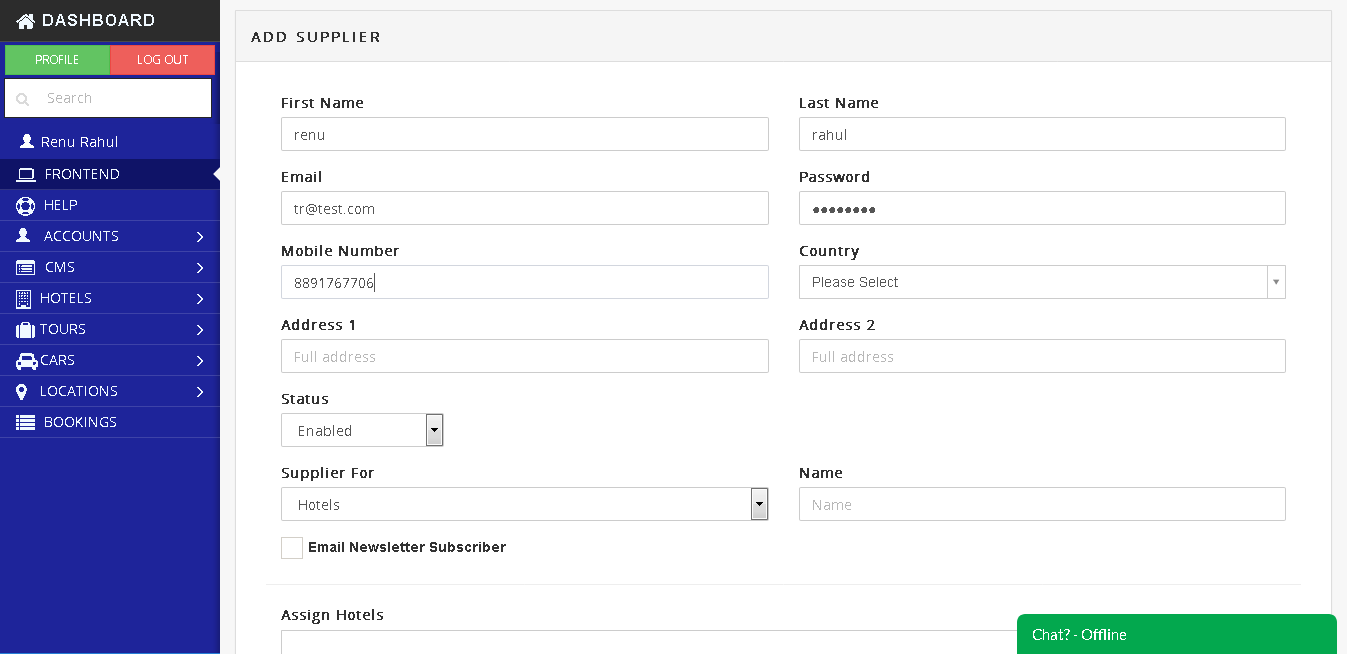 DASHBOARD
PROFILE
LOG OUT
Search
Renu Rahul
FRONTEND
HELP
ACCOUNTS
CMS
HOTELS
TOURS
CARS
LOCATIONS
BOOKINGS
ADD SUPPLIER
First Name
Last Name
renu
rahul
Email
Password
tr@test.com
••••••••
Mobile Number
Country
8891767706
Please Select
Address 1
Address 2
Full address
Full address
Status
Enabled
Supplier For
Name
Hotels
Name
Email Newsletter Subscriber
Assign Hotels
Chat? - Offline